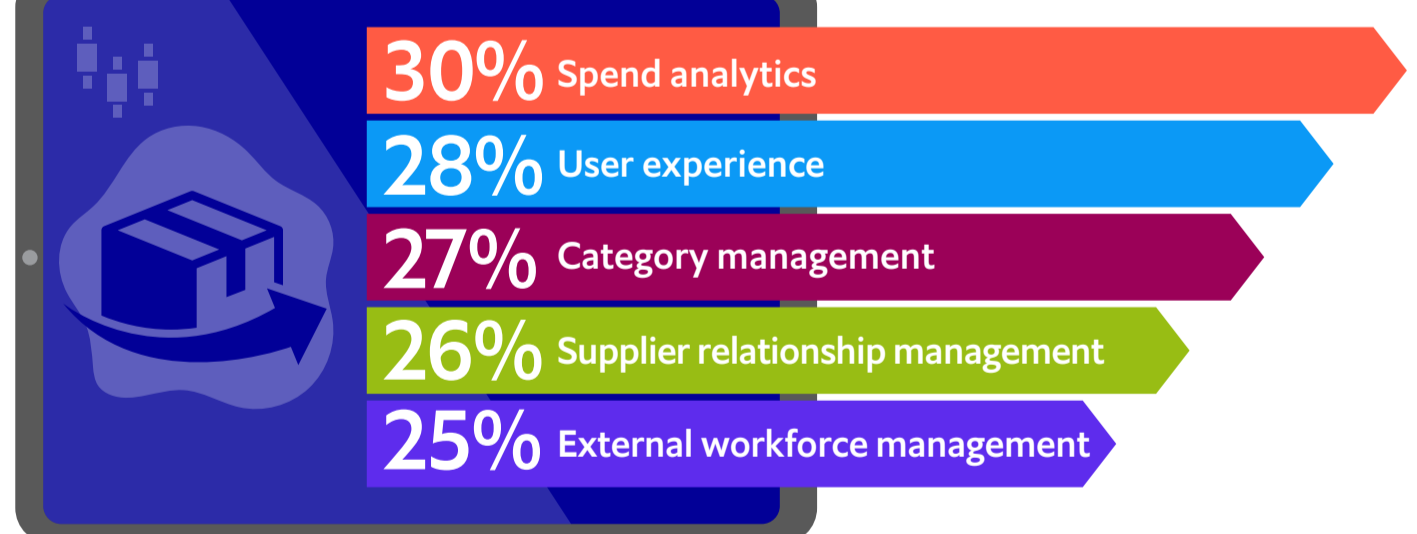 30% Spend analytics
28% User experience
27% Category management
26% Supplier relationship management
25% External workforce management